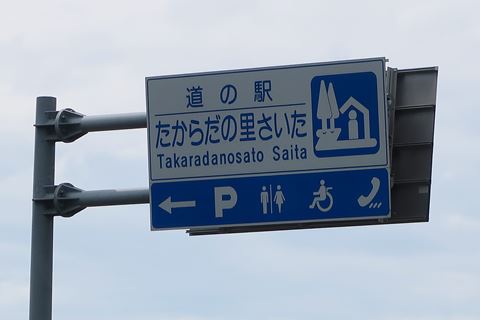 道の駅
たからだの里さいた
Takaradanosato Saita
← P